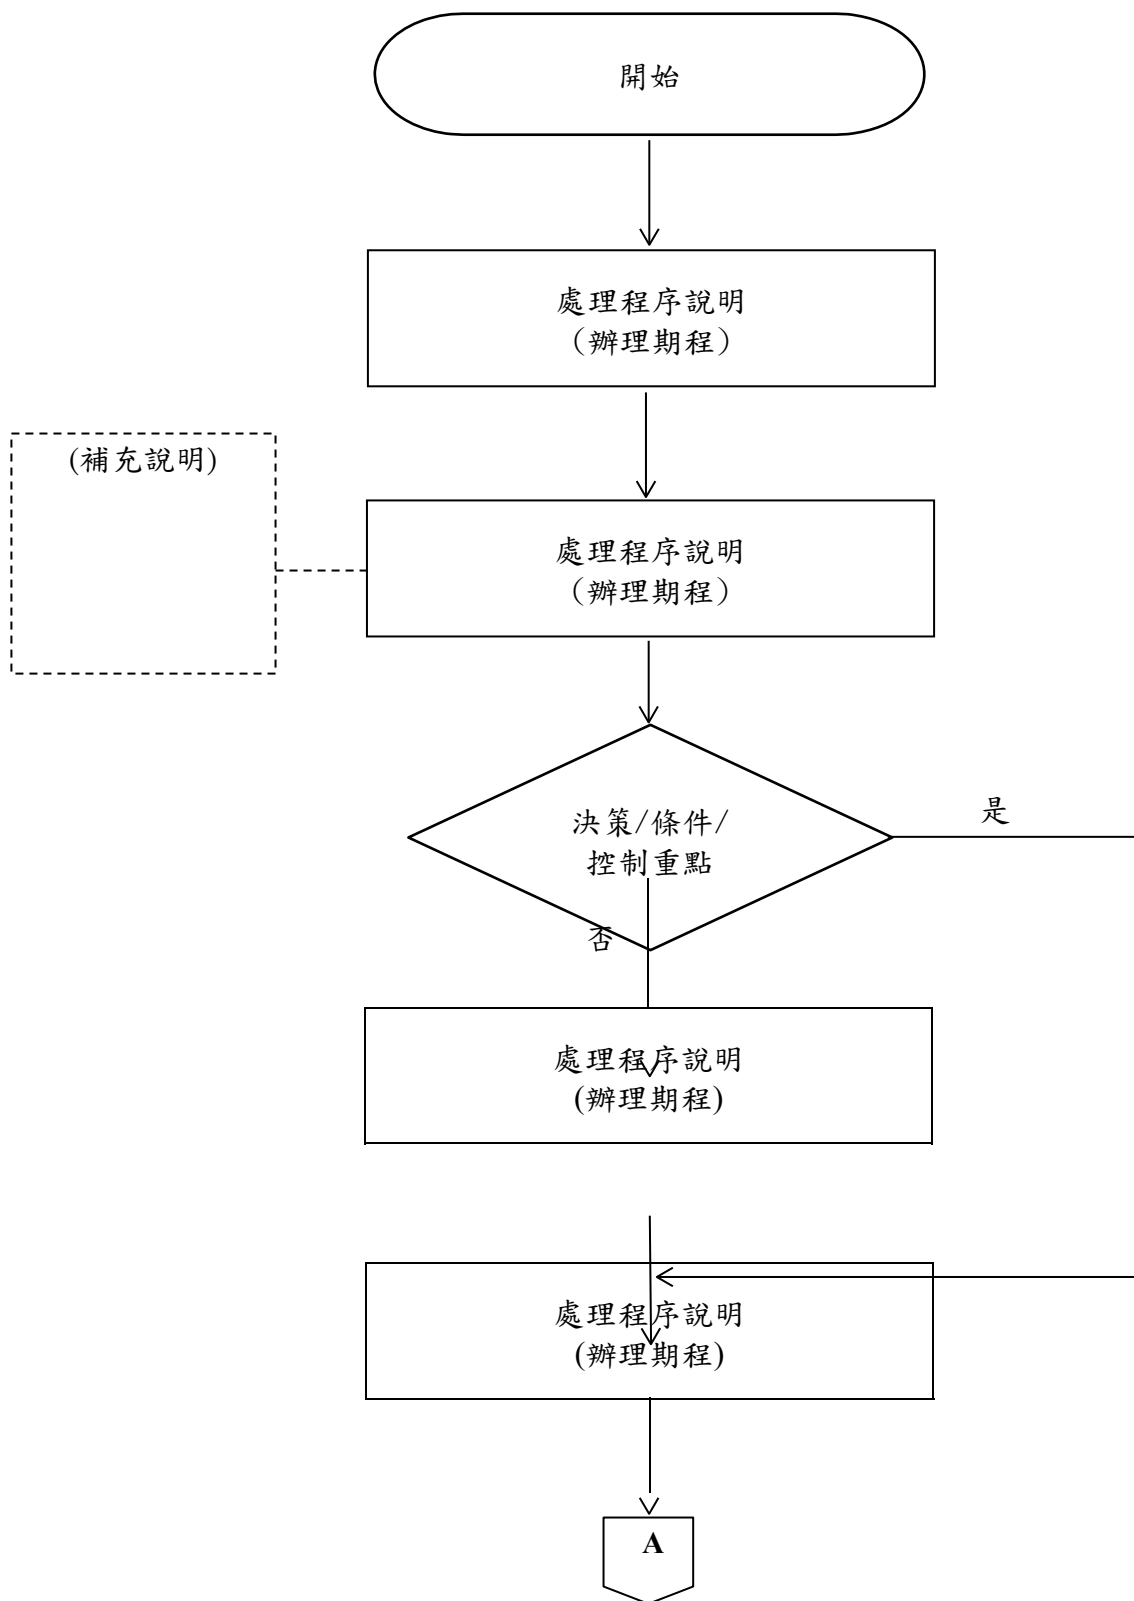 開始
處理程序說明
（辦理期程）
(補充說明)
處理程序說明
（辦理期程）
決策/條件/
控制重點
是
否
處理程序說明
(辦理期程)
處理程序說明
(辦理期程)
A